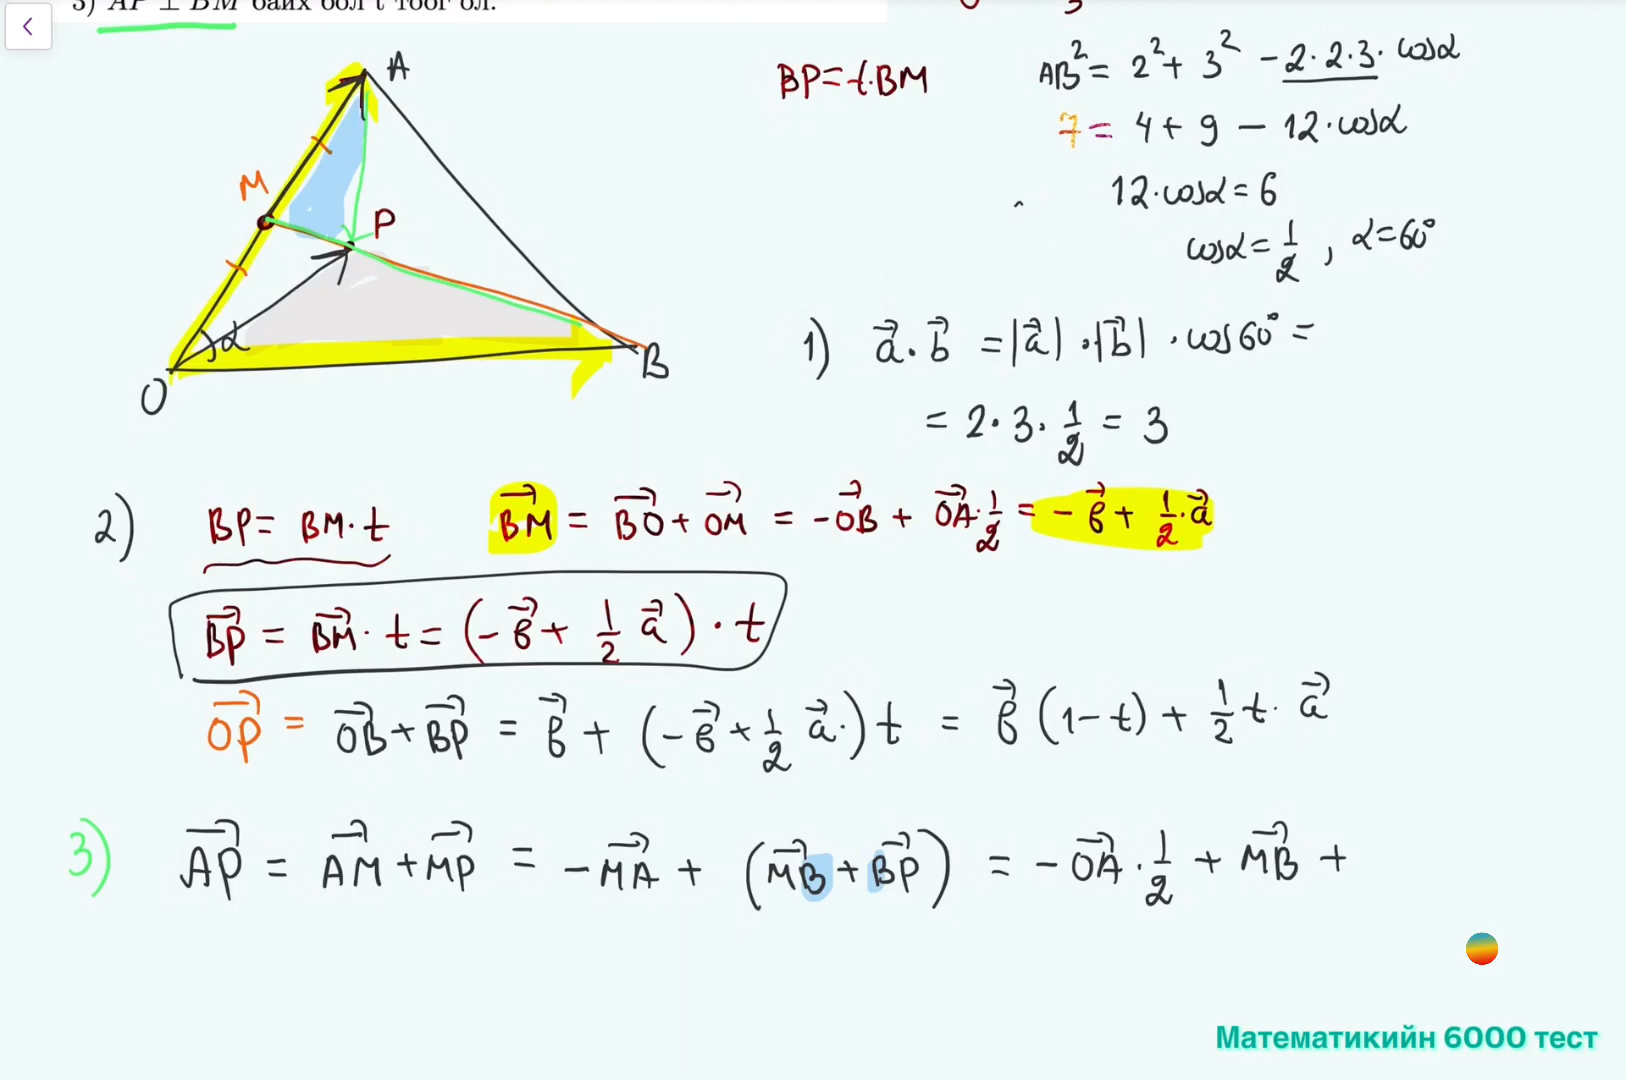 3) AP ⊥ BM байх бол t тоог ол.
A
M
P
α
O
B
BP = t·BM
AB² = 2² + 3² - 2·2·3·cosα
7 = 4 + 9 - 12·cosα
12·cosα = 6
cosα = 1/2, α = 60°
1) a⃗·b⃗ = |a⃗|·|b⃗|·cos60° =
= 2·3·1/2 = 3
2) BP = BM·t BM⃗ = BO⃗ + OM⃗ = -OB⃗ + OA⃗·1/2 = -b⃗ + 1/2·a⃗
BP⃗ = BM⃗·t = (-b⃗ + 1/2 a⃗)·t
OP⃗ = OB⃗ + BP⃗ = b⃗ + (-b⃗ + 1/2 a⃗·)t = b⃗(1-t) + 1/2 t·a⃗
3) AP⃗ = AM⃗ + MP⃗ = -MA⃗ + (MB⃗ + BP⃗) = -OA⃗·1/2 + MB⃗ +
Математикийн 6000 тест